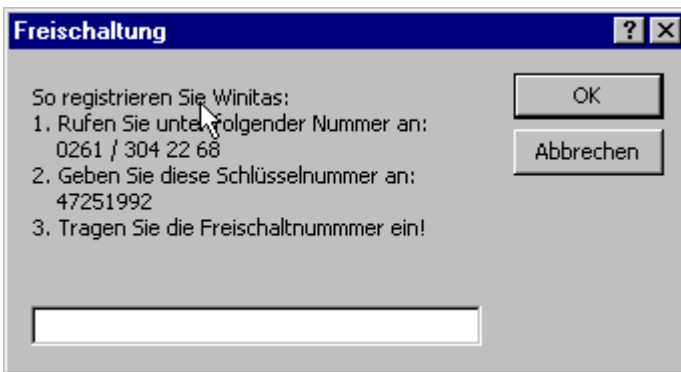 Freischaltung
So registrieren Sie Winitas:
1. Rufen Sie unter folgender Nummer an:
0261 / 304 22 68
2. Geben Sie diese Schlüsselnummer an:
47251992
3. Tragen Sie die Freischaltnummmer ein!
OK
Abbrechen